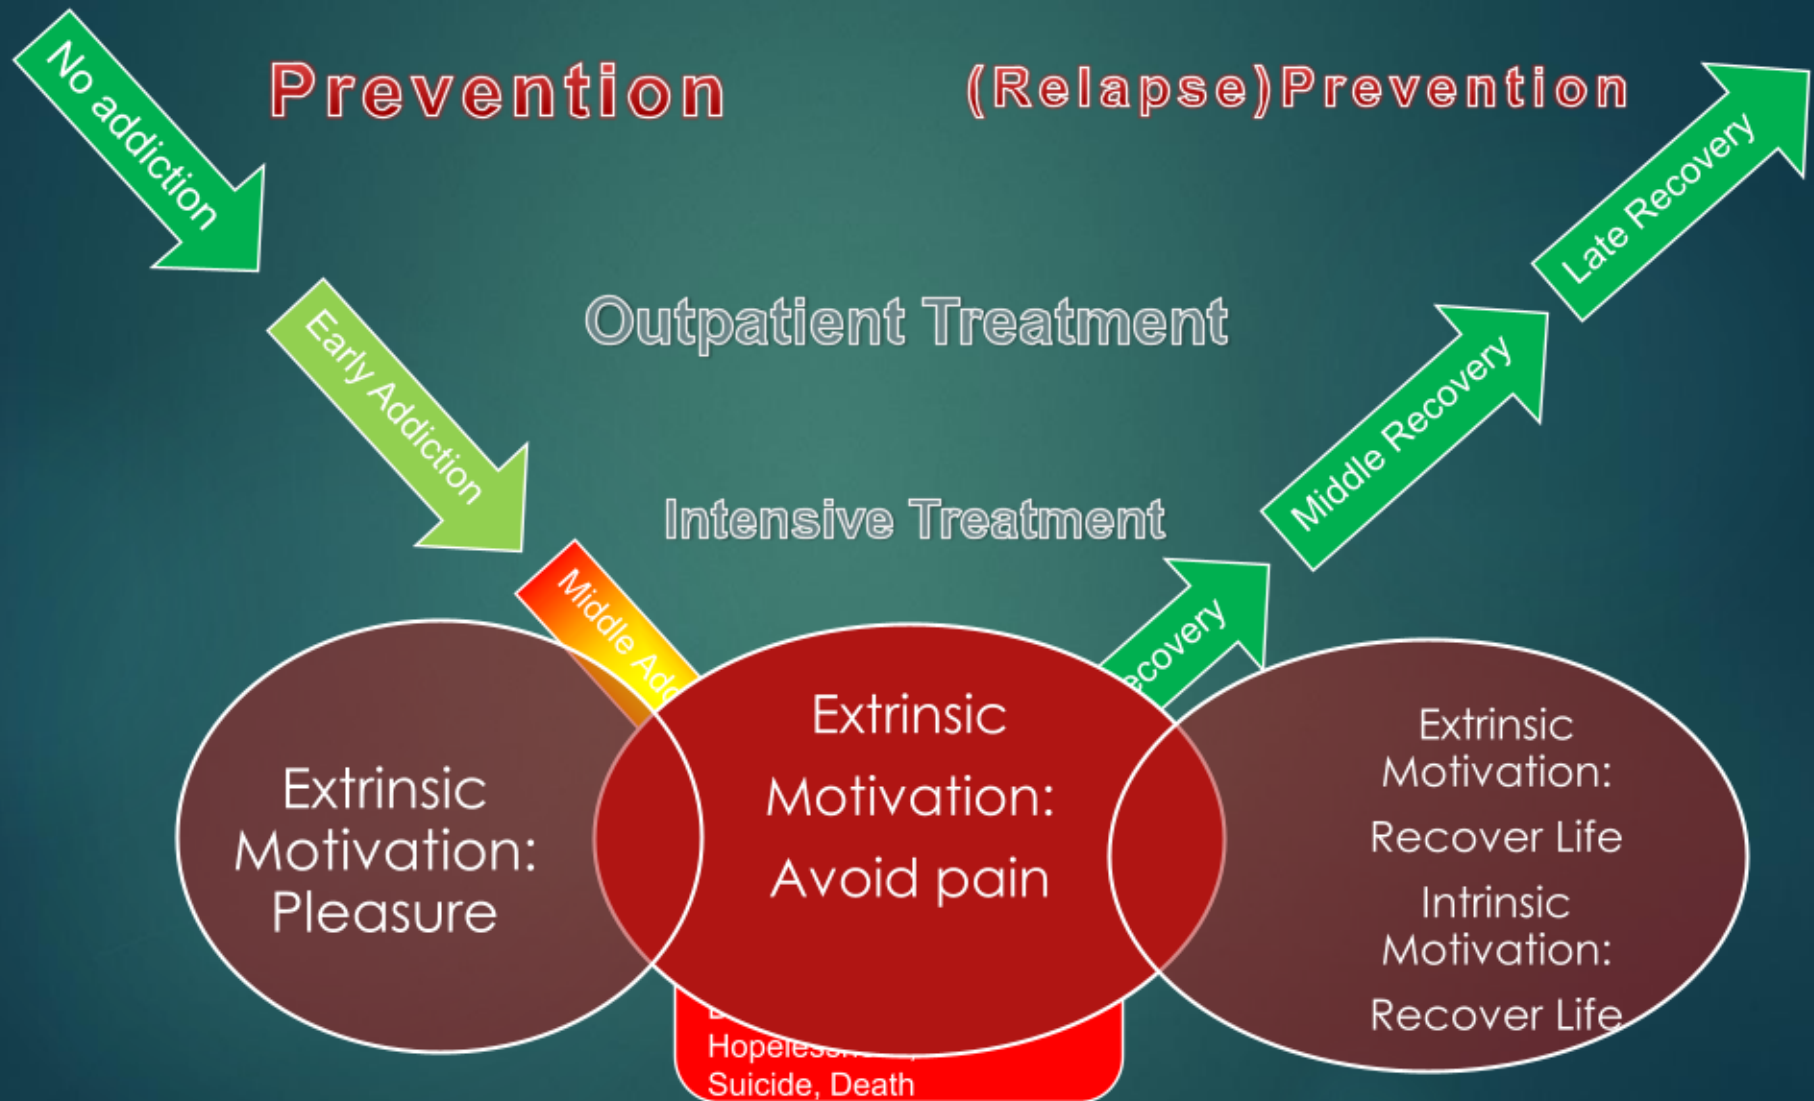 No addiction
Prevention
(Relapse)Prevention
Late Recovery
Early Addiction
Outpatient Treatment
Middle Recovery
Intensive Treatment
Middle
Extrinsic
Motivation:
Pleasure
Extrinsic
Motivation:
Avoid pain
Extrinsic
Motivation:
Recover Life
Intrinsic
Motivation:
Recover Life
Suicide, Death